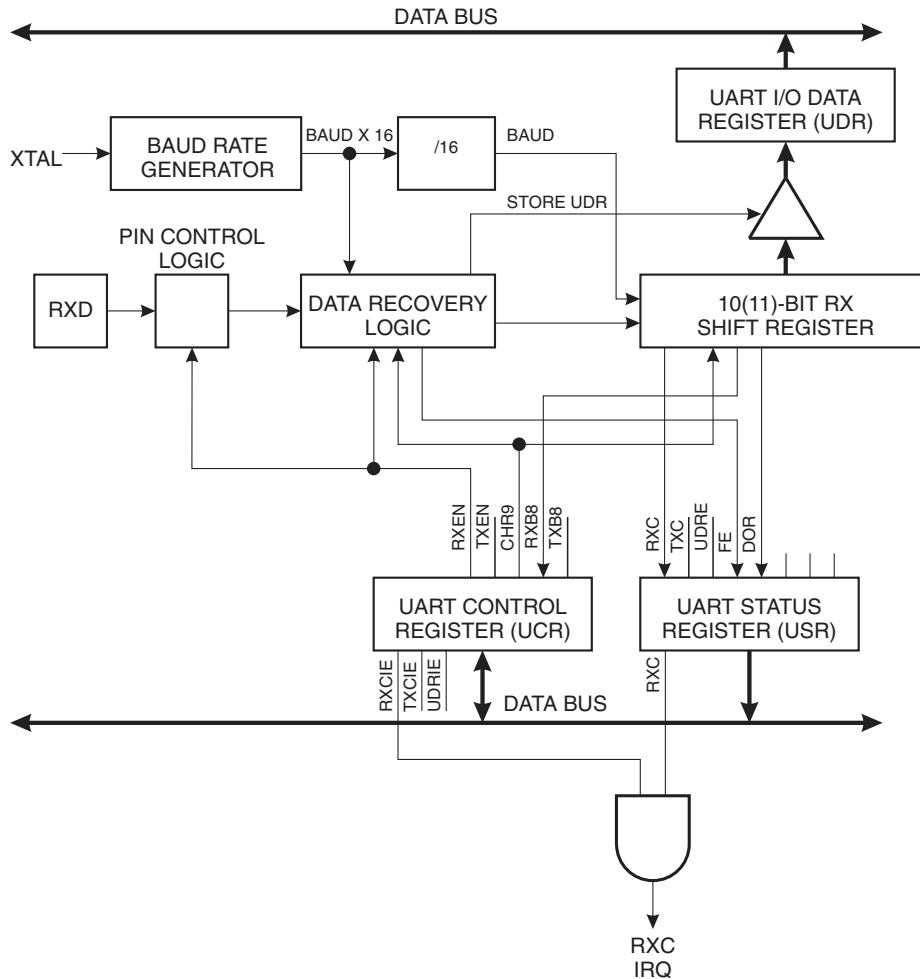 DATA BUS
UART I/O DATA
REGISTER (UDR)
XTAL
BAUD RATE
GENERATOR
BAUD X 16
/16
BAUD
STORE UDR
PIN CONTROL
LOGIC
RXD
DATA RECOVERY
LOGIC
10(11)-BIT RX
SHIFT REGISTER
RXEN
TXEN
CHR9
RXB8
TXB8
RXC
TXC
UDRE
FE
DOR
UART CONTROL
REGISTER (UCR)
UART STATUS
REGISTER (USR)
RXCIE
TXCIE
UDRIE
RXC
DATA BUS
RXC
IRQ